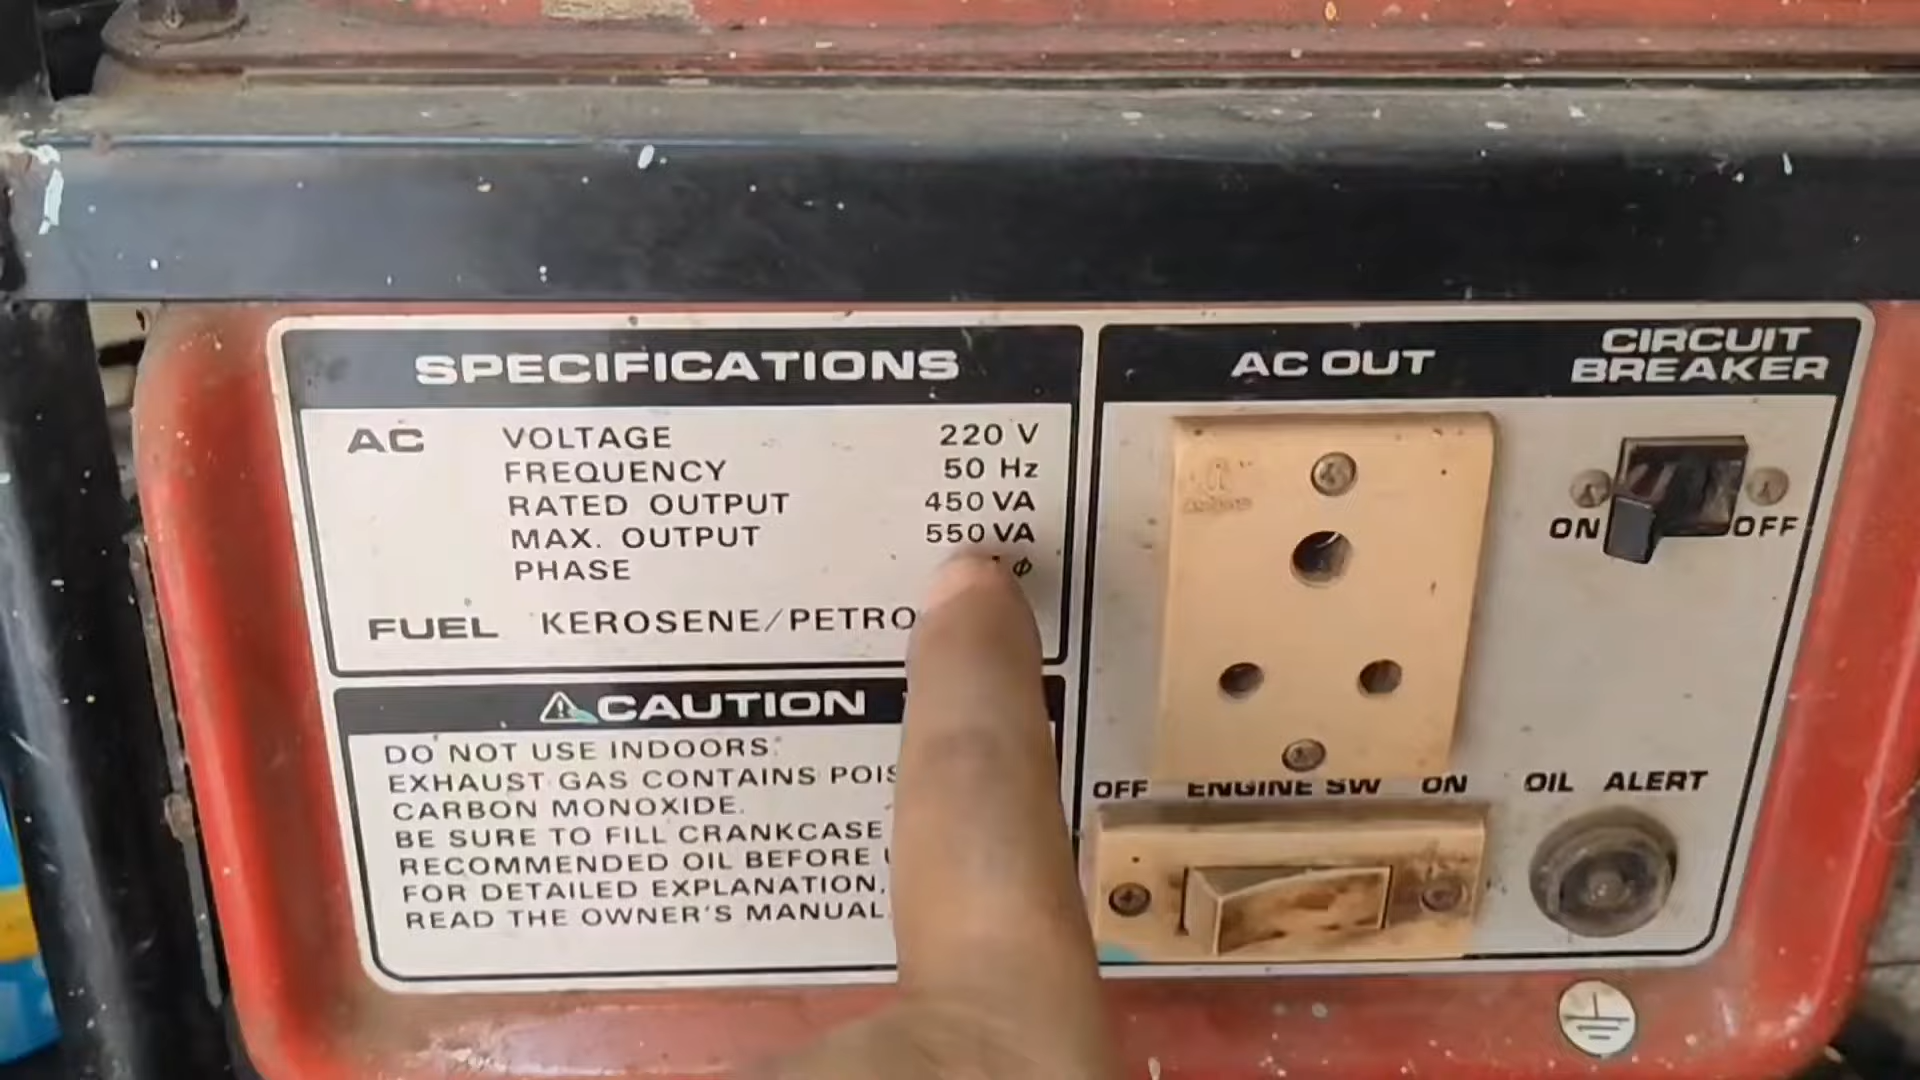 SPECIFICATIONS
AC VOLTAGE 220 V
FREQUENCY 50 Hz
RATED OUTPUT 450 VA
MAX. OUTPUT 550 VA
PHASE 1 ϕ
FUEL KEROSENE/PETRO
CAUTION
DO NOT USE INDOORS.
EXHAUST GAS CONTAINS POIS
CARBON MONOXIDE.
BE SURE TO FILL CRANKCASE
RECOMMENDED OIL BEFORE
FOR DETAILED EXPLANATION,
READ THE OWNER'S MANUAL
AC OUT
CIRCUIT
BREAKER
ON OFF
OFF ENGINE SW ON
OIL ALERT